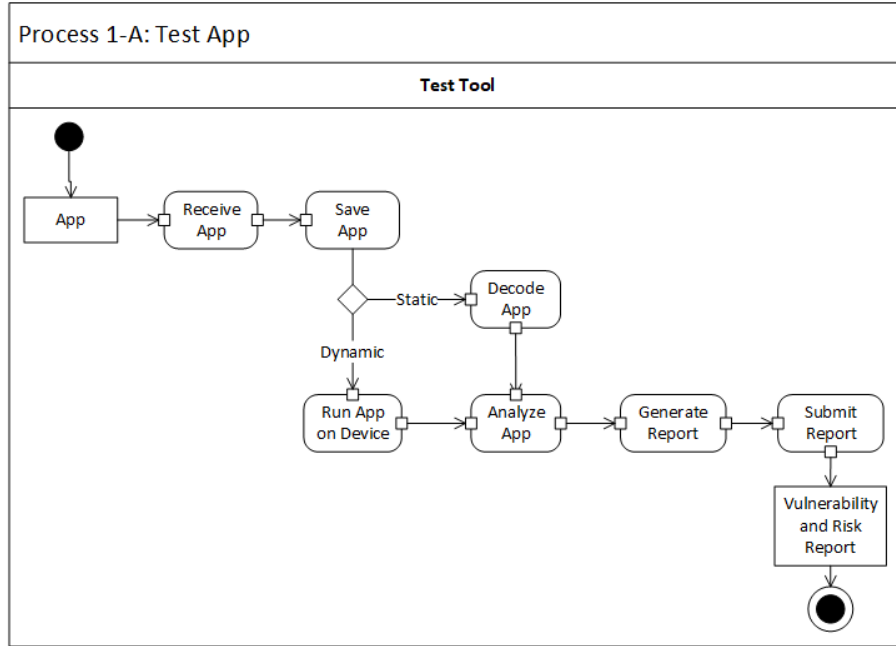 Process 1-A: Test App
Test Tool
App
Receive
App
Save
App
Static
Decode
App
Dynamic
Run App
on Device
Analyze
App
Generate
Report
Submit
Report
Vulnerability
and Risk
Report